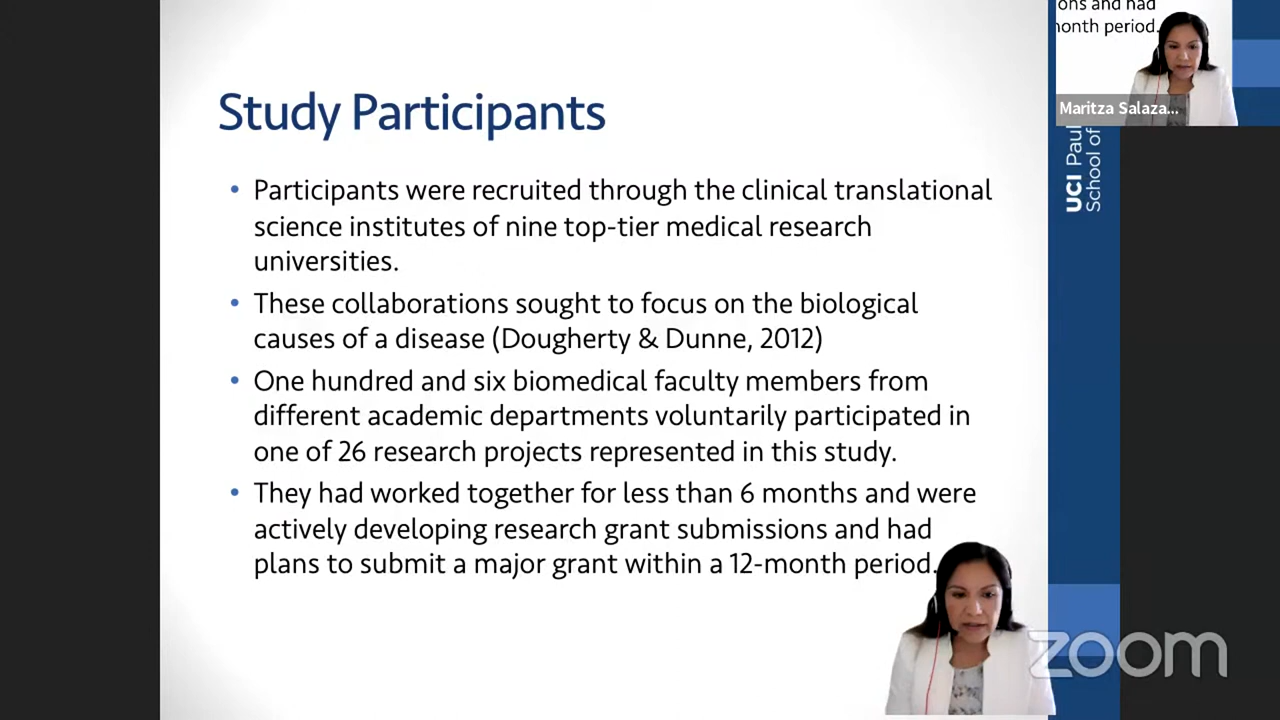 Study Participants
• Participants were recruited through the clinical translational
science institutes of nine top-tier medical research
universities.
• These collaborations sought to focus on the biological
causes of a disease (Dougherty & Dunne, 2012)
• One hundred and six biomedical faculty members from
different academic departments voluntarily participated in
one of 26 research projects represented in this study.
• They had worked together for less than 6 months and were
actively developing research grant submissions and had
plans to submit a major grant within a 12-month period.
ons and had
nonth period.
Maritza Salaza...
UCI Paul
School of
zoom